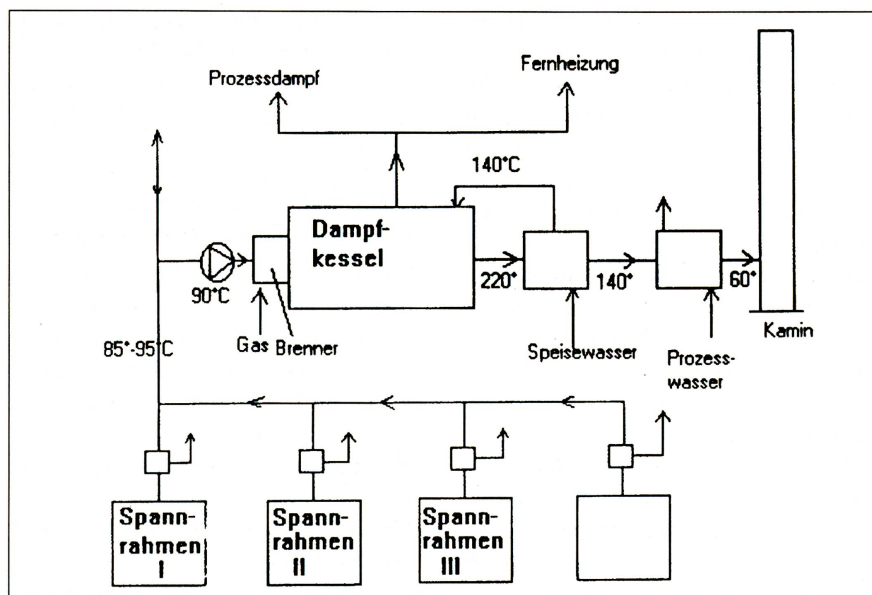 Fernheizung
Prozessdampf
140°C
Dampf-
kessel
90°C
220°
140°
60°
Gas
Brenner
Kamin
85°-95°C
Speisewasser
Prozess-
wasser
Spann-
rahmen
I
Spann-
rahmen
II
Spann-
rahmen
III